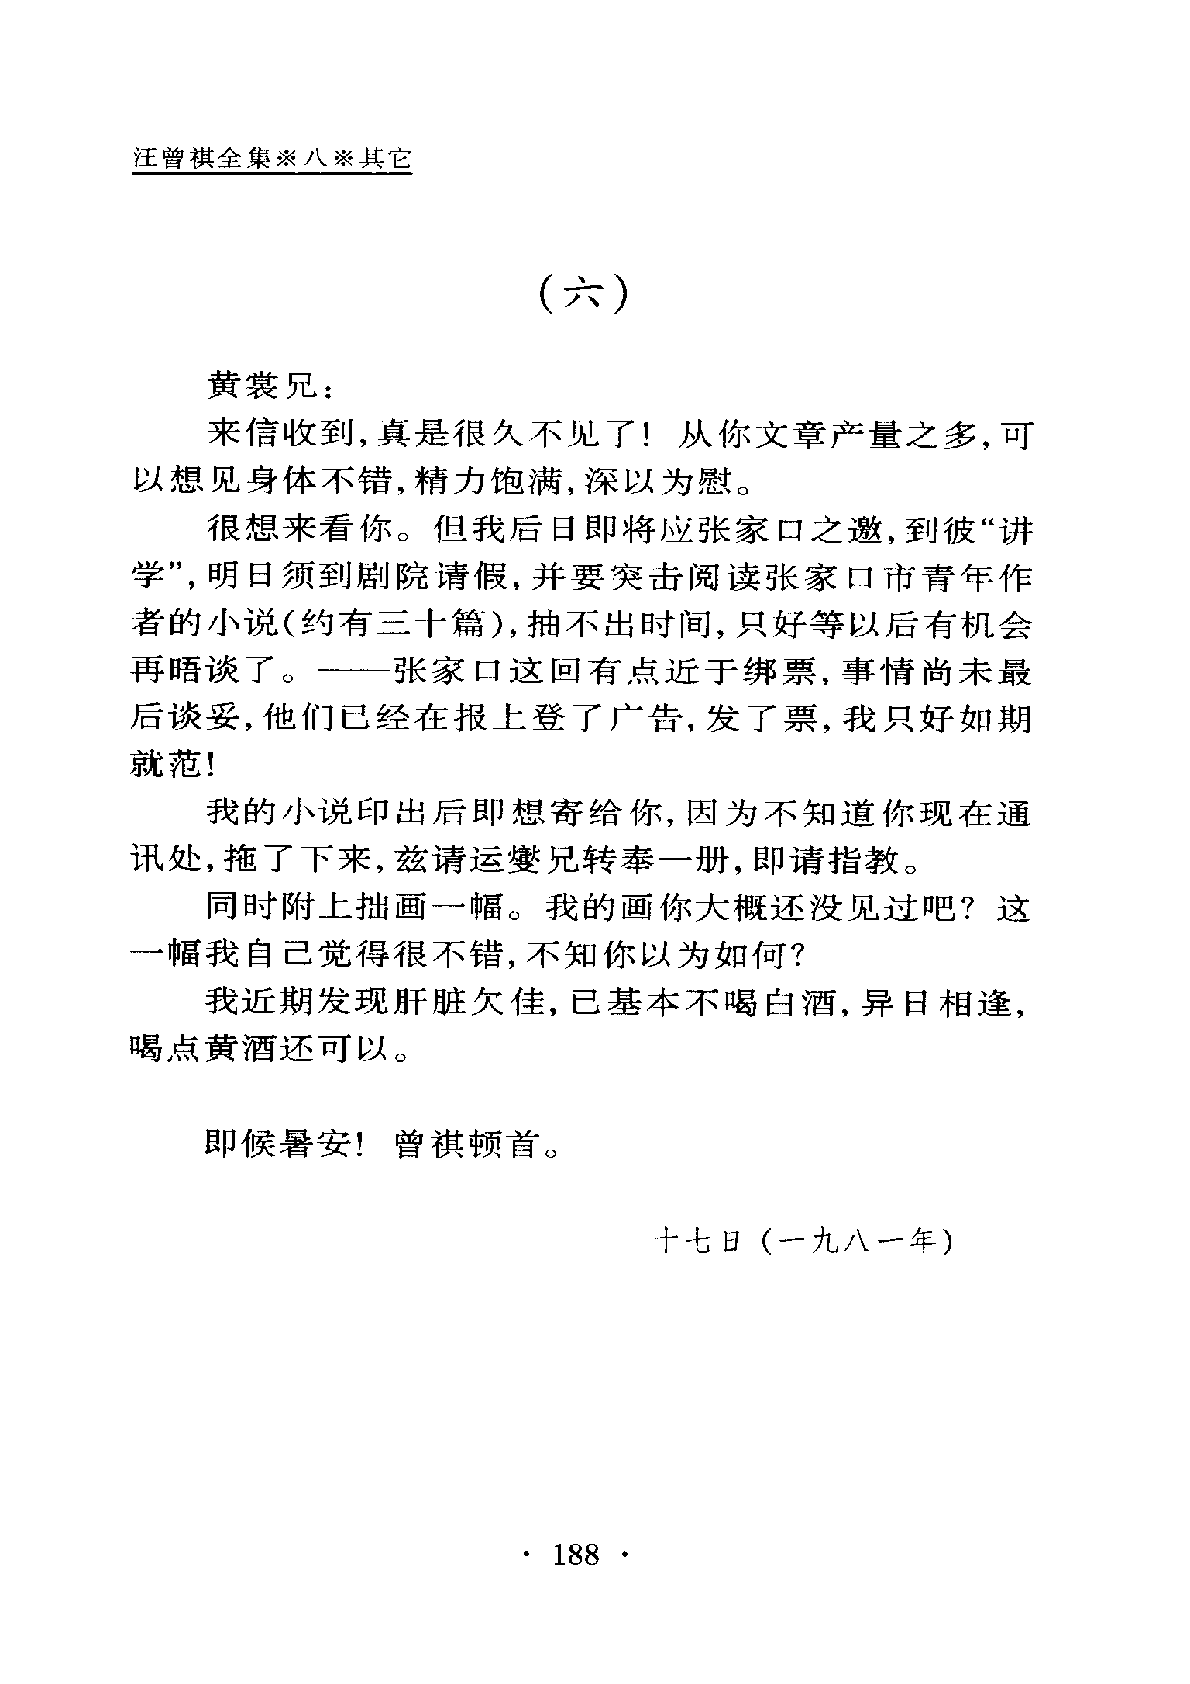 汪曾祺全集※八※其它
(六)
黄裳兄:
来信收到,真是很久不见了! 从你文章产量之多,可
以想见身体不错,精力饱满,深以为慰。
很想来看你。但我后日即将应张家口之邀,到彼“讲
学”,明日须到剧院请假,并要突击阅读张家口市青年作
者的小说(约有三十篇),抽不出时间,只好等以后有机会
再晤谈了。——张家口这回有点近于绑票,事情尚未最
后谈妥,他们已经在报上登了广告,发了票,我只好如期
就范!
我的小说印出后即想寄给你,因为不知道你现在通
讯处,拖了下来,兹请运燮兄转奉一册,即请指教。
同时附上拙画一幅。我的画你大概还没见过吧? 这
一幅我自己觉得很不错,不知你以为如何?
我近期发现肝脏欠佳,已基本不喝白酒,异日相逢,
喝点黄酒还可以。
即候暑安! 曾祺顿首。
十七日(一九八一年)
· 188 ·